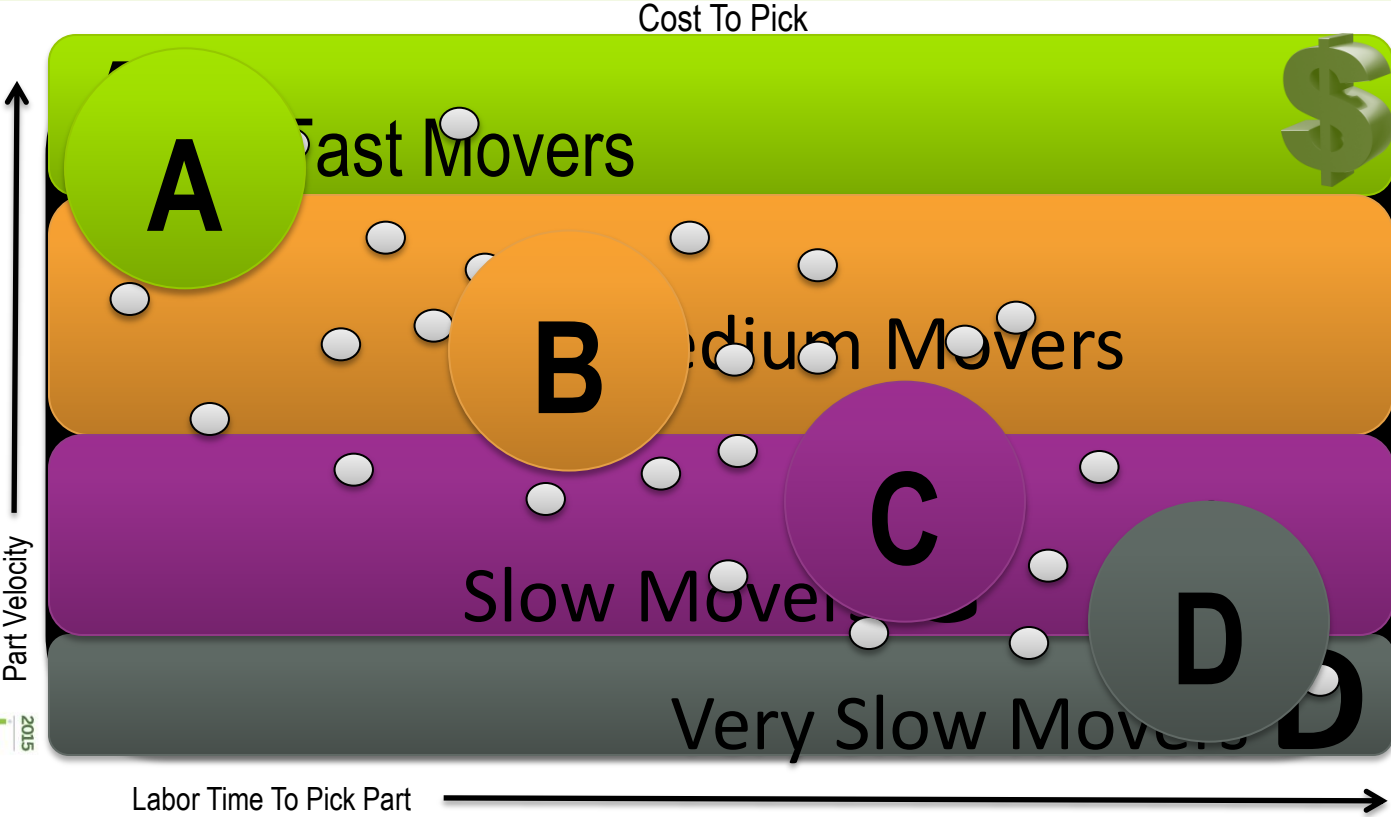 Cost To Pick
$
A
Fast Movers
B
edium Movers
C
Slow Movers
D
Very Slow Movers D
Part Velocity
2015
Labor Time To Pick Part